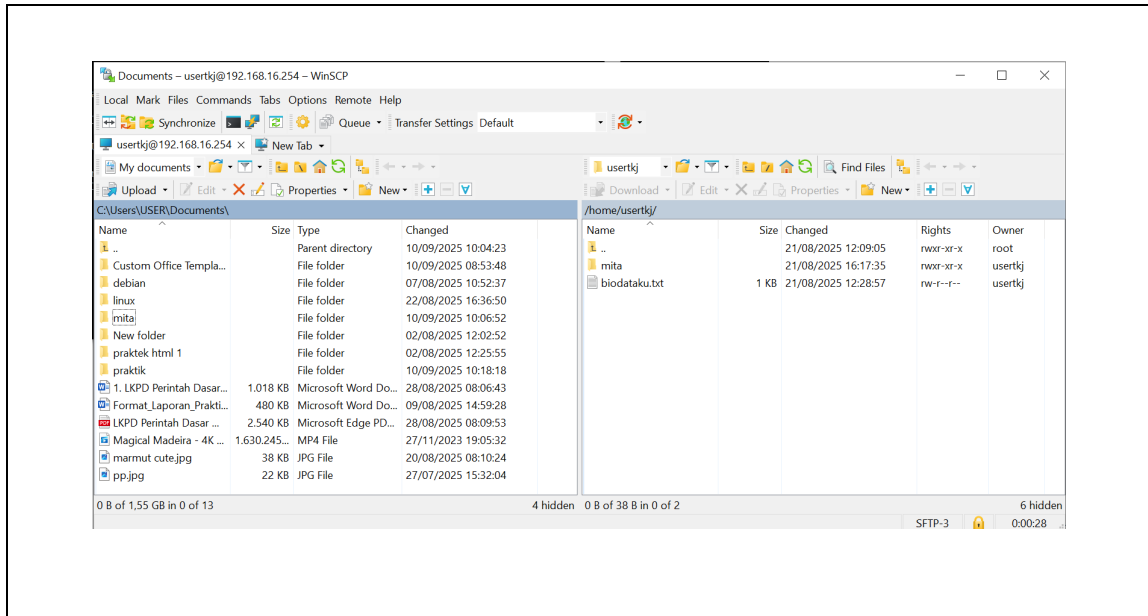 Documents – usertkj@192.168.16.254 – WinSCP
Local Mark Files Commands Tabs Options Remote Help
Synchronize Queue Transfer Settings Default
usertkj@192.168.16.254 × New Tab
My documents
Upload Edit Properties New
C:\Users\USER\Documents\
Name Size Type Changed
.. Parent directory 10/09/2025 10:04:23
Custom Office Templa... File folder 10/09/2025 08:53:48
debian File folder 07/08/2025 10:52:37
linux File folder 22/08/2025 16:36:50
mita File folder 10/09/2025 10:06:52
New folder File folder 02/08/2025 12:02:52
praktek html 1 File folder 02/08/2025 12:25:55
praktik File folder 10/09/2025 10:18:18
1. LKPD Perintah Dasar... 1.018 KB Microsoft Word Do... 28/08/2025 08:06:43
Format_Laporan_Prakti... 480 KB Microsoft Word Do... 09/08/2025 14:59:28
LKPD Perintah Dasar ... 2.540 KB Microsoft Edge PD... 28/08/2025 08:09:53
Magical Madeira - 4K ... 1.630.245... MP4 File 27/11/2023 19:05:32
marmut cute.jpg 38 KB JPG File 20/08/2025 08:10:24
pp.jpg 22 KB JPG File 27/07/2025 15:32:04
0 B of 1,55 GB in 0 of 13 4 hidden
usertkj Find Files
Download Edit Properties New
/home/usertkj/
Name Size Changed Rights Owner
.. 21/08/2025 12:09:05 rwxr-xr-x root
mita 21/08/2025 16:17:35 rwxr-xr-x usertkj
biodataku.txt 1 KB 21/08/2025 12:28:57 rw-r--r-- usertkj
0 B of 38 B in 0 of 2 6 hidden
SFTP-3 0:00:28